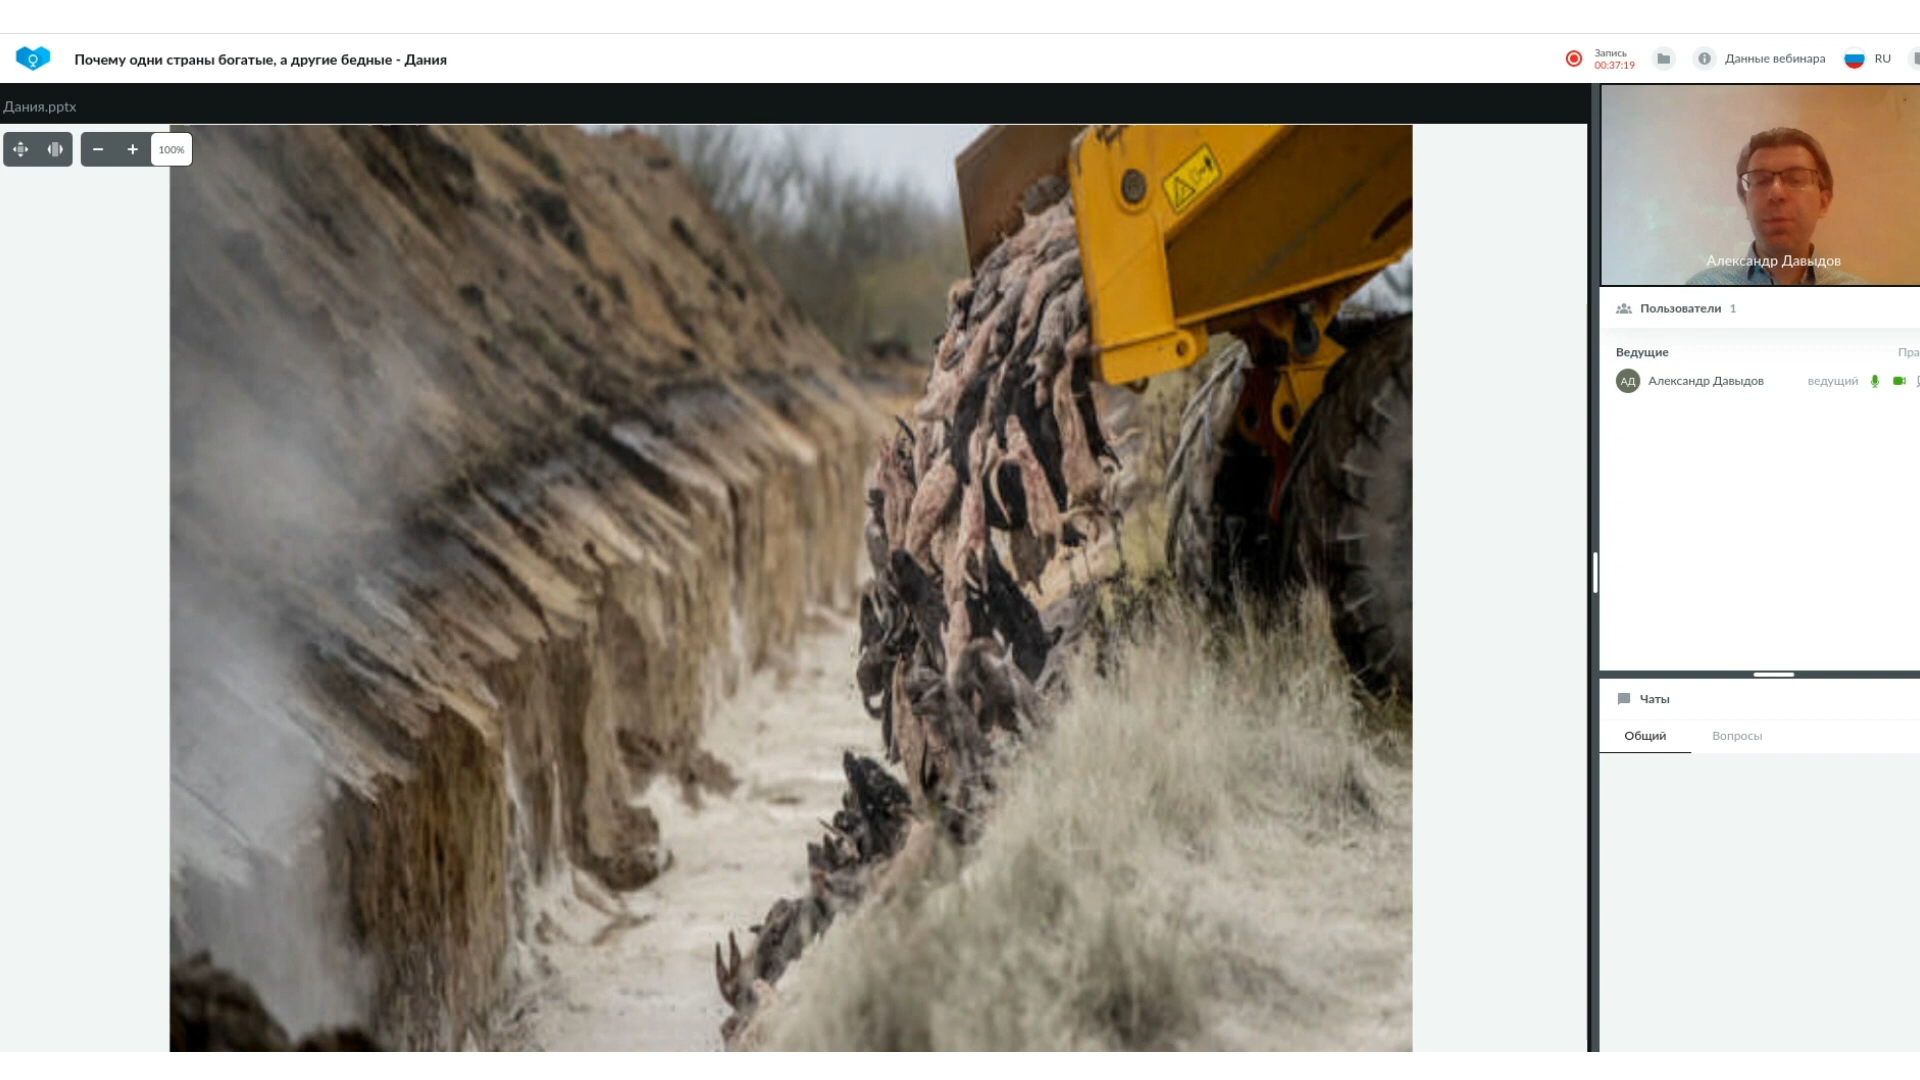 Почему одни страны богатые, а другие бедные - Дания
Запись
00:37:19
Данные вебинара
RU
Дания.pptx
100%
Александр Давыдов
Пользователи 1
Ведущие
Пра
АД Александр Давыдов ведущий
Чаты
Общий Вопросы